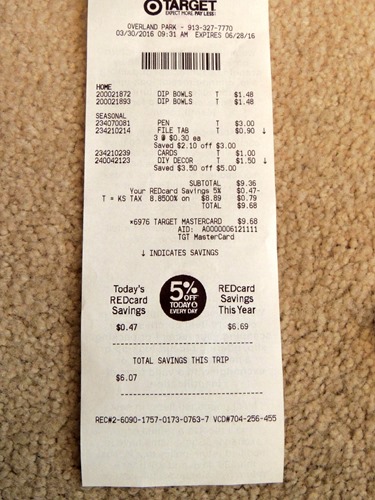 TARGET
EXPECT MORE. PAY LESS.
OVERLAND PARK - 913-327-7770
03/30/2016 09:31 AM EXPIRES 06/28/16
HOME
200021872 DIP BOWLS T $1.48
200021893 DIP BOWLS T $1.48
SEASONAL
234070081 PEN T $3.00
234210214 FILE TAB T $0.90 ↓
3 @ $0.30 ea
Saved $2.10 off $3.00
234210239 CARDS T $1.00
240042123 DIY DECOR T $1.50 ↓
Saved $3.50 off $5.00
SUBTOTAL $9.36
Your REDcard Savings 5% $0.47-
T = KS TAX 8.8500% on $8.89 $0.79
TOTAL $9.68
*6976 TARGET MASTERCARD $9.68
AID: A0000006121111
TGT MasterCard
↓ INDICATES SAVINGS
Today's REDcard Savings
$0.47
5% OFF TODAY & EVERY DAY
REDcard Savings This Year
$6.69
TOTAL SAVINGS THIS TRIP
$6.07
REC#2-6090-1757-0173-0763-7 VCD#704-256-455